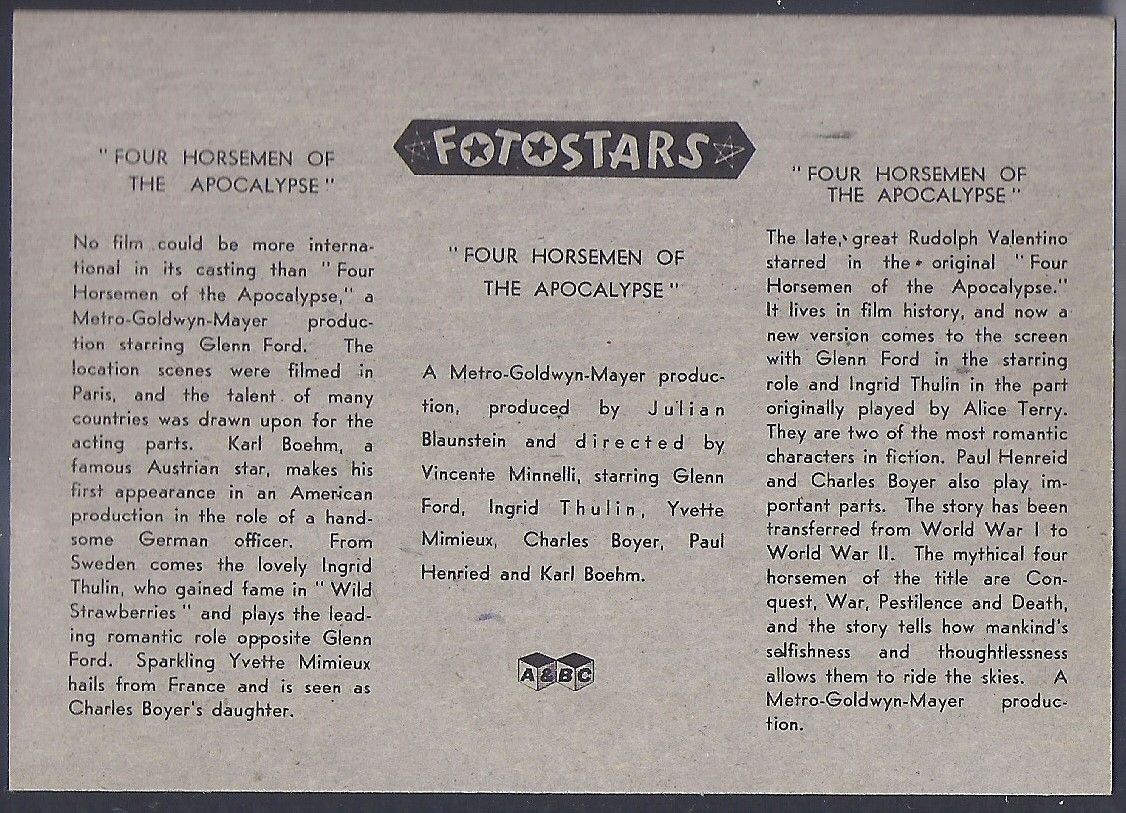 FOTOSTARS
"FOUR HORSEMEN OF
THE APOCALYPSE"
No film could be more interna-
tional in its casting than "Four
Horsemen of the Apocalypse," a
Metro-Goldwyn-Mayer produc-
tion starring Glenn Ford. The
location scenes were filmed in
Paris, and the talent of many
countries was drawn upon for the
acting parts. Karl Boehm, a
famous Austrian star, makes his
first appearance in an American
production in the role of a hand-
some German officer. From
Sweden comes the lovely Ingrid
Thulin, who gained fame in "Wild
Strawberries" and plays the lead-
ing romantic role opposite Glenn
Ford. Sparkling Yvette Mimieux
hails from France and is seen as
Charles Boyer's daughter.
"FOUR HORSEMEN OF
THE APOCALYPSE"
A Metro-Goldwyn-Mayer produc-
tion, produced by Julian
Blaunstein and directed by
Vincente Minnelli, starring Glenn
Ford, Ingrid Thulin, Yvette
Mimieux, Charles Boyer, Paul
Henried and Karl Boehm.
A&BC
"FOUR HORSEMEN OF
THE APOCALYPSE"
The late, great Rudolph Valentino
starred in the original "Four
Horsemen of the Apocalypse."
It lives in film history, and now a
new version comes to the screen
with Glenn Ford in the starring
role and Ingrid Thulin in the part
originally played by Alice Terry.
They are two of the most romantic
characters in fiction. Paul Henreid
and Charles Boyer also play im-
portant parts. The story has been
transferred from World War I to
World War II. The mythical four
horsemen of the title are Con-
quest, War, Pestilence and Death,
and the story tells how mankind's
selfishness and thoughtlessness
allows them to ride the skies. A
Metro-Goldwyn-Mayer produc-
tion.